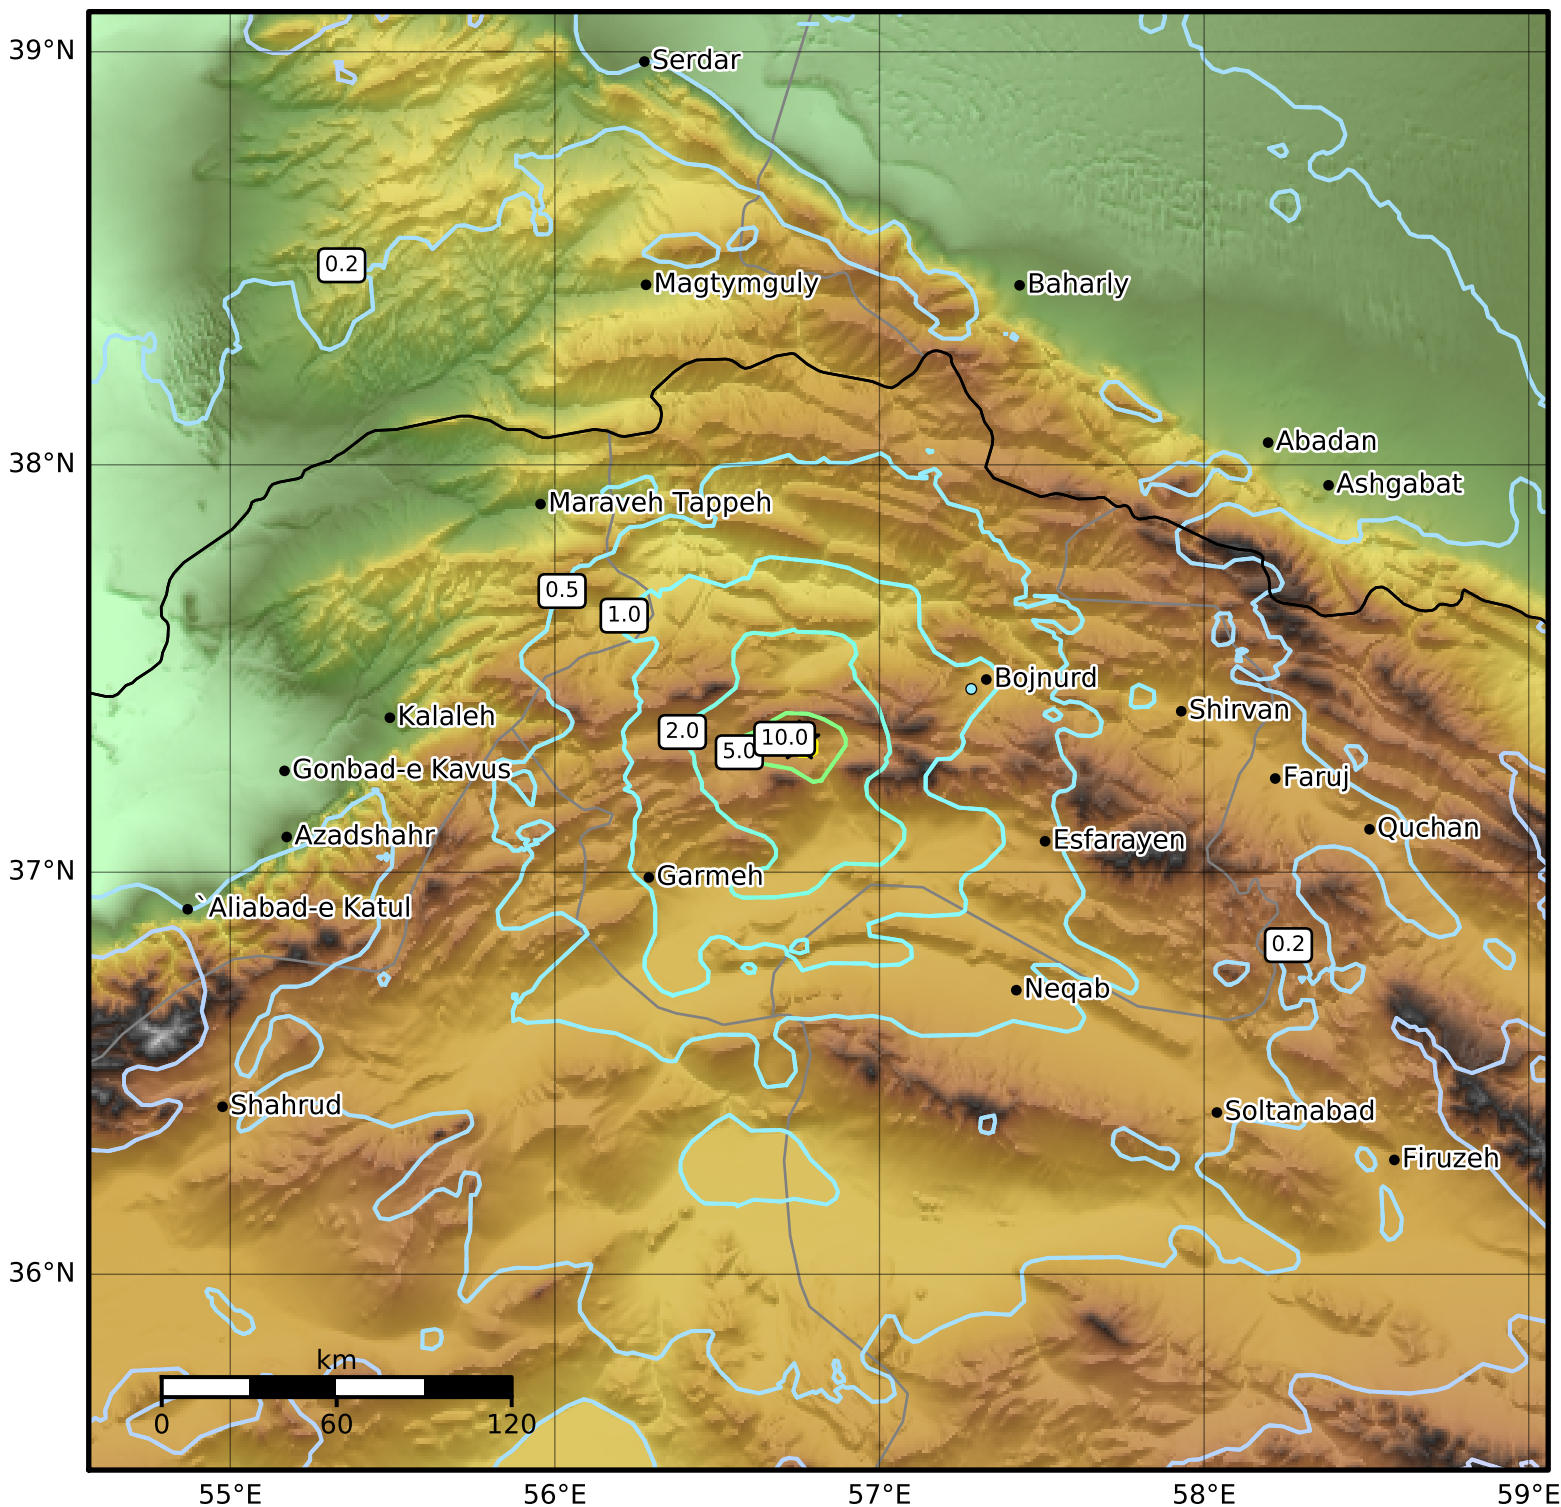 39°N
Serdar
0.2
Magtymguly
Baharly
Abadan
38°N
Ashgabat
Maraveh Tappeh
0.5
1.0
Bojnurd
Kalaleh
Shirvan
2.0
10.0
5.0
Gonbad-e Kavus
Faruj
Azadshahr
Quchan
Esfarayen
37°N
Garmeh
`Aliabad-e Katul
0.2
Neqab
Shahrud
Soltanabad
Firuzeh
36°N
km
0 60 120
55°E 56°E 57°E 58°E 59°E